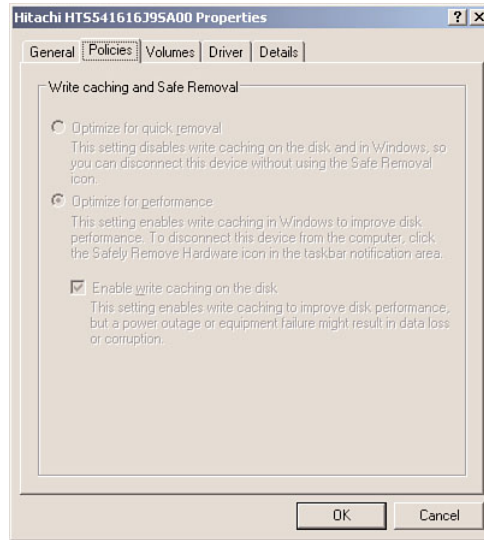 Hitachi HTS541616J9SA00 Properties
General Policies Volumes Driver Details
Write caching and Safe Removal
Optimize for quick removal
This setting disables write caching on the disk and in Windows, so
you can disconnect this device without using the Safe Removal
icon.
Optimize for performance
This setting enables write caching in Windows to improve disk
performance. To disconnect this device from the computer, click
the Safely Remove Hardware icon in the taskbar notification area.
Enable write caching on the disk
This setting enables write caching to improve disk performance,
but a power outage or equipment failure might result in data loss
or corruption.
OK Cancel